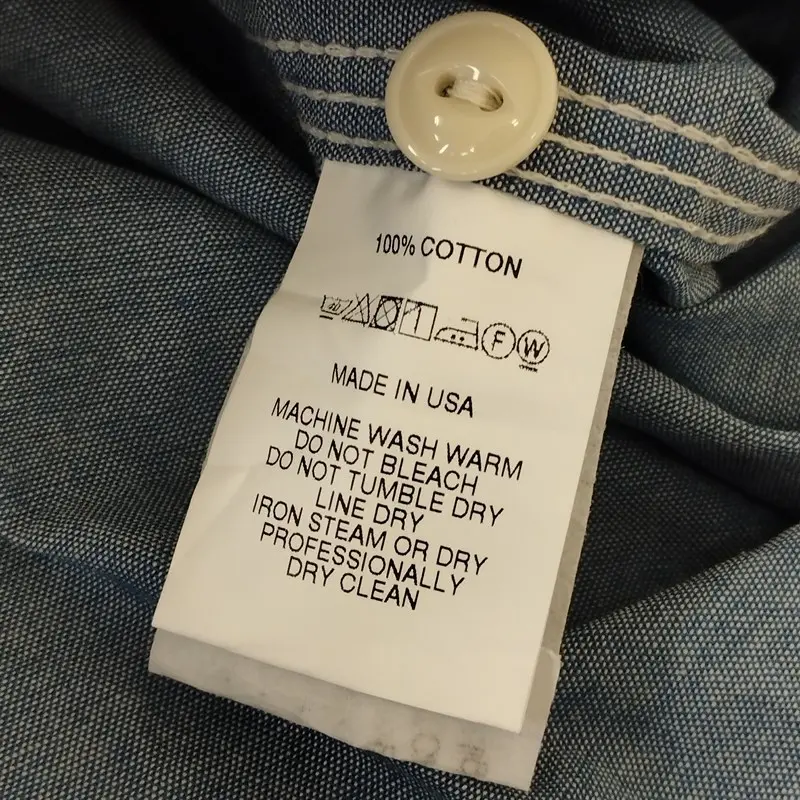 100% COTTON
F W
MADE IN USA
MACHINE WASH WARM
DO NOT BLEACH
DO NOT TUMBLE DRY
LINE DRY
IRON STEAM OR DRY
PROFESSIONALLY
DRY CLEAN